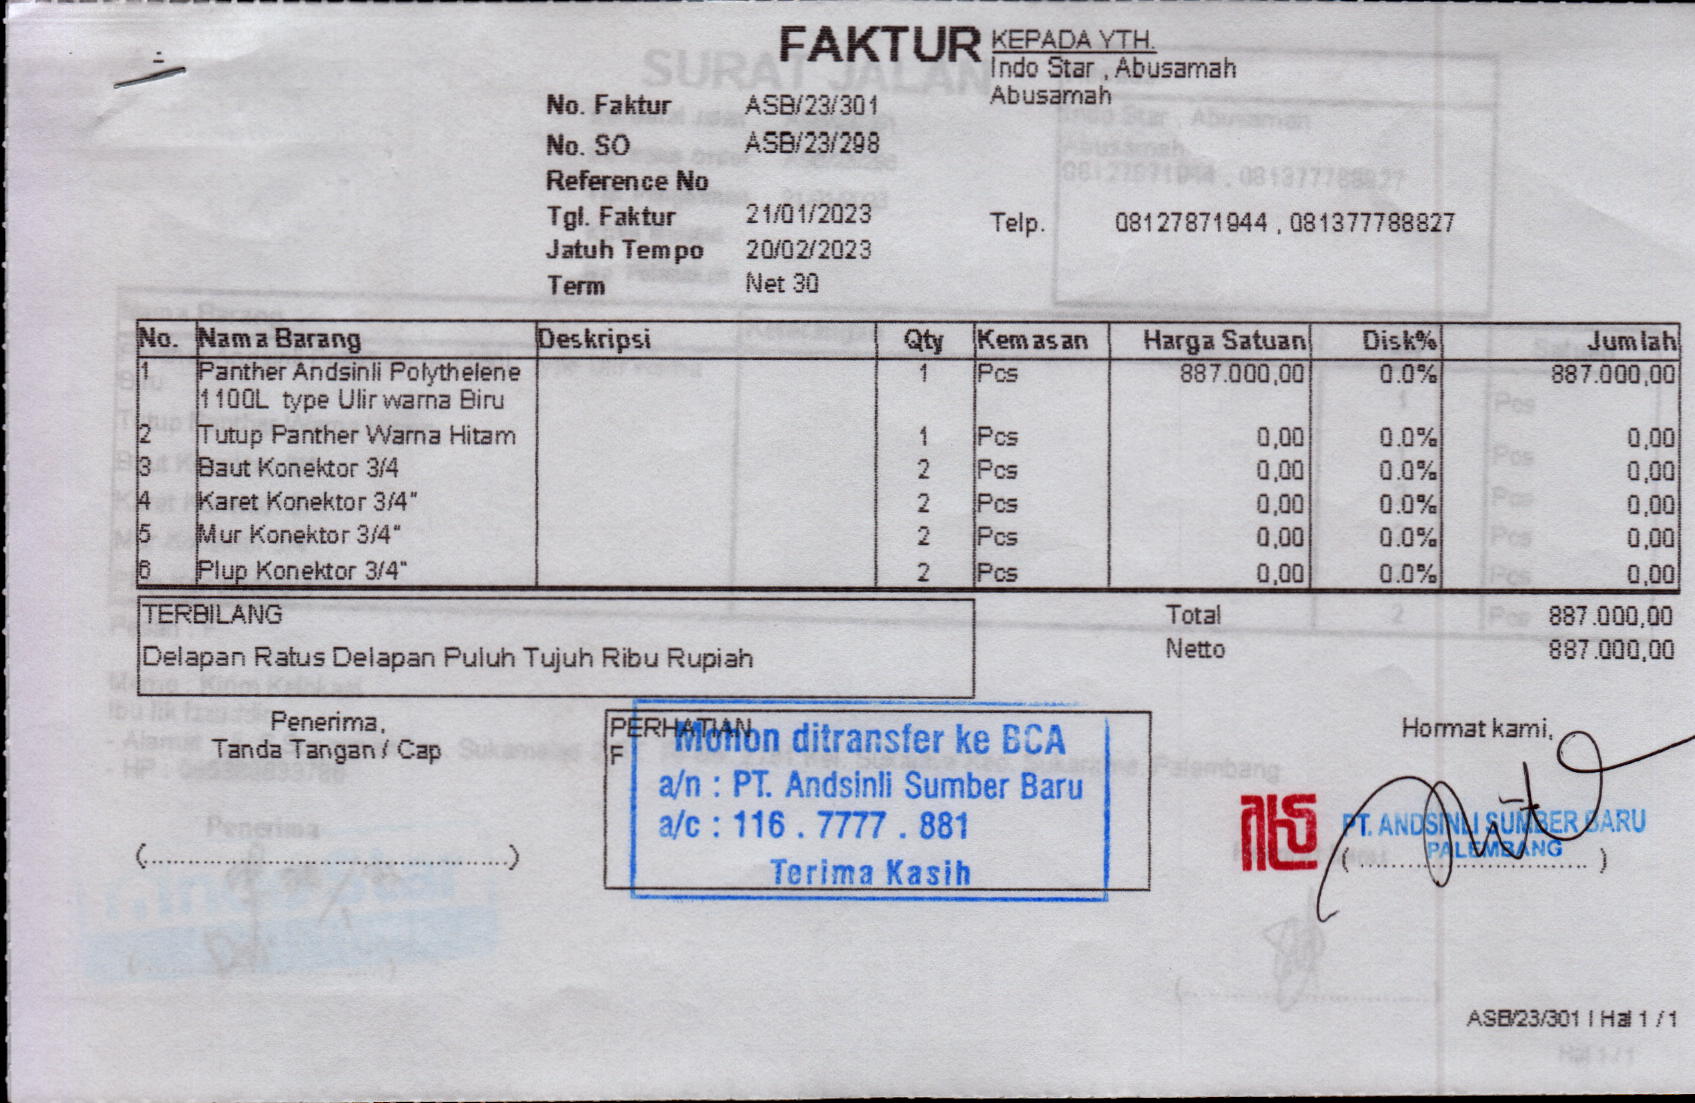 FAKTUR
KEPADA YTH.
Indo Star , Abusamah
Abusamah
No. Faktur ASB/23/301
No. SO ASB/23/298
Reference No
Tgl. Faktur 21/01/2023
Telp. 08127871944 , 081377788827
Jatuh Tempo 20/02/2023
Term Net 30
No. Nama Barang Deskripsi Qty Kemasan Harga Satuan Disk% Jumlah
1 Panther Andsinli Polythelene 1 Pcs 887.000,00 0.0% 887.000,00
1100L type Ulir warna Biru
2 Tutup Panther Warna Hitam 1 Pcs 0,00 0.0% 0,00
3 Baut Konektor 3/4 2 Pcs 0,00 0.0% 0,00
4 Karet Konektor 3/4" 2 Pcs 0,00 0.0% 0,00
5 Mur Konektor 3/4" 2 Pcs 0,00 0.0% 0,00
6 Plup Konektor 3/4" 2 Pcs 0,00 0.0% 0,00
TERBILANG
Delapan Ratus Delapan Puluh Tujuh Ribu Rupiah
Total 887.000,00
Netto 887.000,00
Penerima,
Tanda Tangan / Cap
(........................................)
PERHATIAN
F
Mohon ditransfer ke BCA
a/n : PT. Andsinli Sumber Baru
a/c : 116 . 7777 . 881
Terima Kasih
Hormat kami,
PT. ANDSINLI SUMBER BARU
PALEMBANG
(................................)
ASB/23/301 | Hal 1 / 1